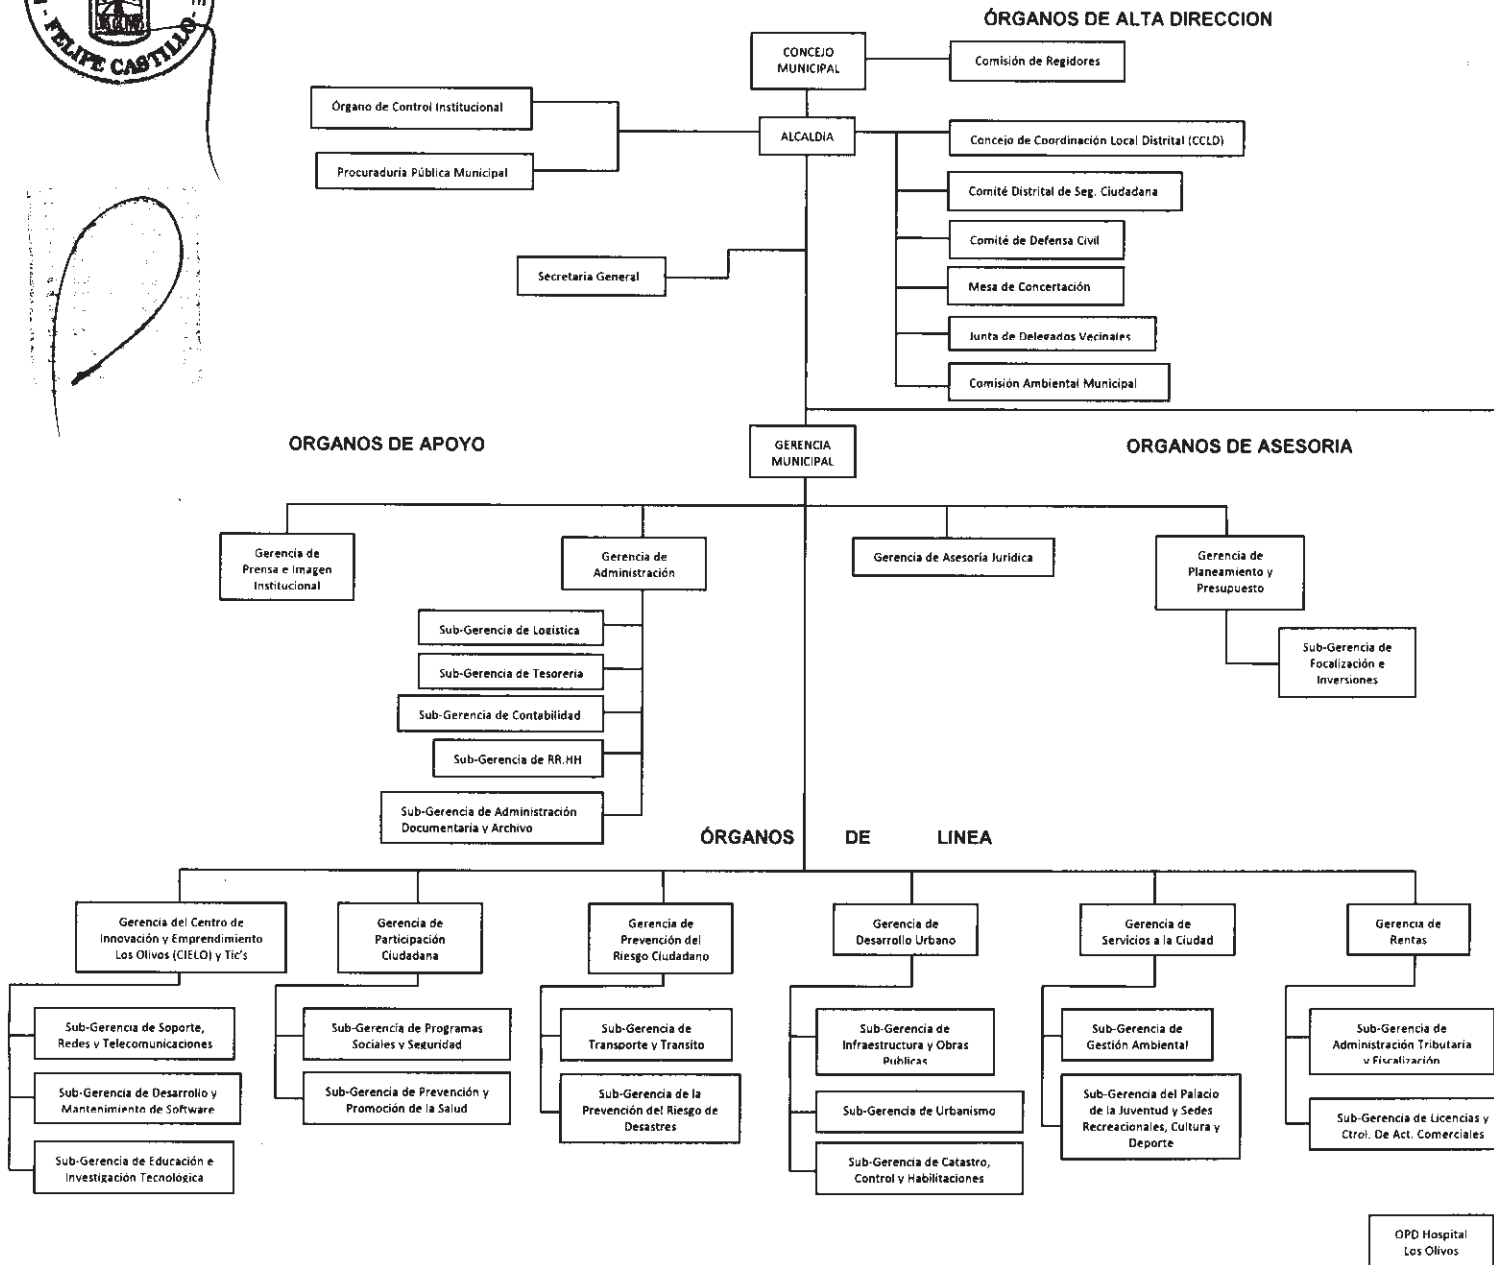 FELIPE CASTILLO
ÓRGANOS DE ALTA DIRECCION
CONCEJO
MUNICIPAL
Comisión de Regidores
Órgano de Control Institucional
ALCALDIA
Concejo de Coordinación Local Distrital (CCLD)
Procuraduría Pública Municipal
Comité Distrital de Seg. Ciudadana
Comité de Defensa Civil
Secretaria General
Mesa de Concertación
Junta de Delegados Vecinales
Comisión Ambiental Municipal
ORGANOS DE APOYO
GERENCIA
MUNICIPAL
ORGANOS DE ASESORIA
Gerencia de
Prensa e Imagen
Institucional
Gerencia de
Administración
Gerencia de Asesoría Jurídica
Gerencia de
Planeamiento y
Presupuesto
Sub-Gerencia de Logística
Sub-Gerencia de Tesorería
Sub-Gerencia de Contabilidad
Sub-Gerencia de RR.HH
Sub-Gerencia de Administración
Documentaria y Archivo
Sub-Gerencia de
Focalización e
Inversiones
ÓRGANOS DE LINEA
Gerencia del Centro de
Innovación y Emprendimiento
Los Olivos (CIELO) y Tic's
Gerencia de
Participación
Ciudadana
Gerencia de
Prevención del
Riesgo Ciudadano
Gerencia de
Desarrollo Urbano
Gerencia de
Servicios a la Ciudad
Gerencia de
Rentas
Sub-Gerencia de Soporte,
Redes y Telecomunicaciones
Sub-Gerencia de Desarrollo y
Mantenimiento de Software
Sub-Gerencia de Educación e
Investigación Tecnológica
Sub-Gerencia de Programas
Sociales y Seguridad
Sub-Gerencia de Prevención y
Promoción de la Salud
Sub-Gerencia de
Transporte y Transito
Sub-Gerencia de la
Prevención del Riesgo de
Desastres
Sub-Gerencia de
Infraestructura y Obras
Publicas
Sub-Gerencia de Urbanismo
Sub-Gerencia de Catastro,
Control y Habilitaciones
Sub-Gerencia de
Gestión Ambiental
Sub-Gerencia del Palacio
de la Juventud y Sedes
Recreacionales, Cultura y
Deporte
Sub-Gerencia de
Administración Tributaria
y Fiscalización
Sub-Gerencia de Licencias y
Ctrol. De Act. Comerciales
OPD Hospital
Los Olivos